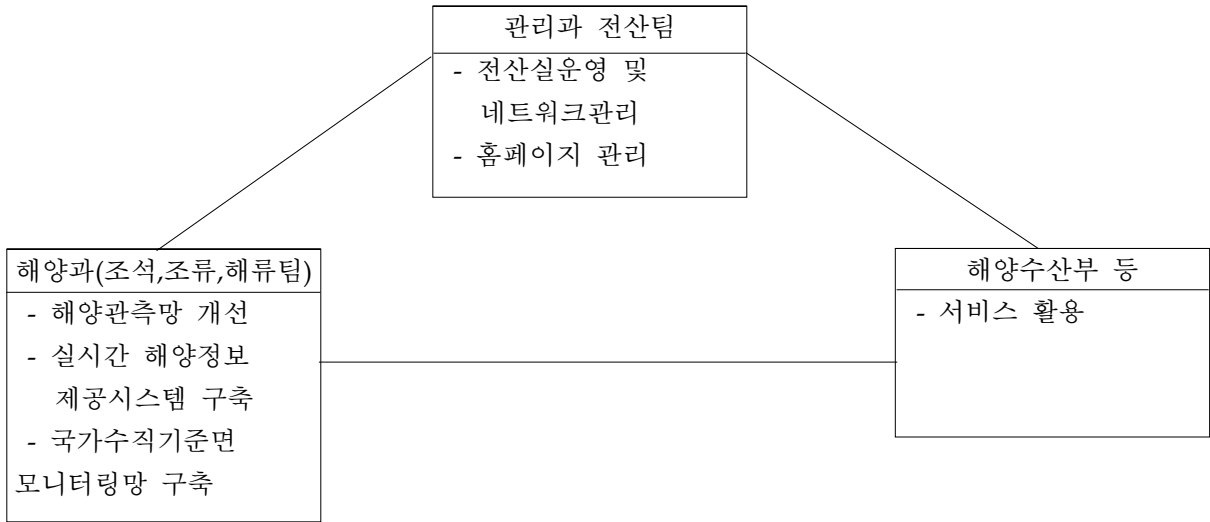 관리과 전산팀
- 전산실운영 및
네트워크관리
- 홈페이지 관리
해양과(조석,조류,해류팀)
- 해양관측망 개선
- 실시간 해양정보
제공시스템 구축
- 국가수직기준면
모니터링망 구축
해양수산부 등
- 서비스 활용